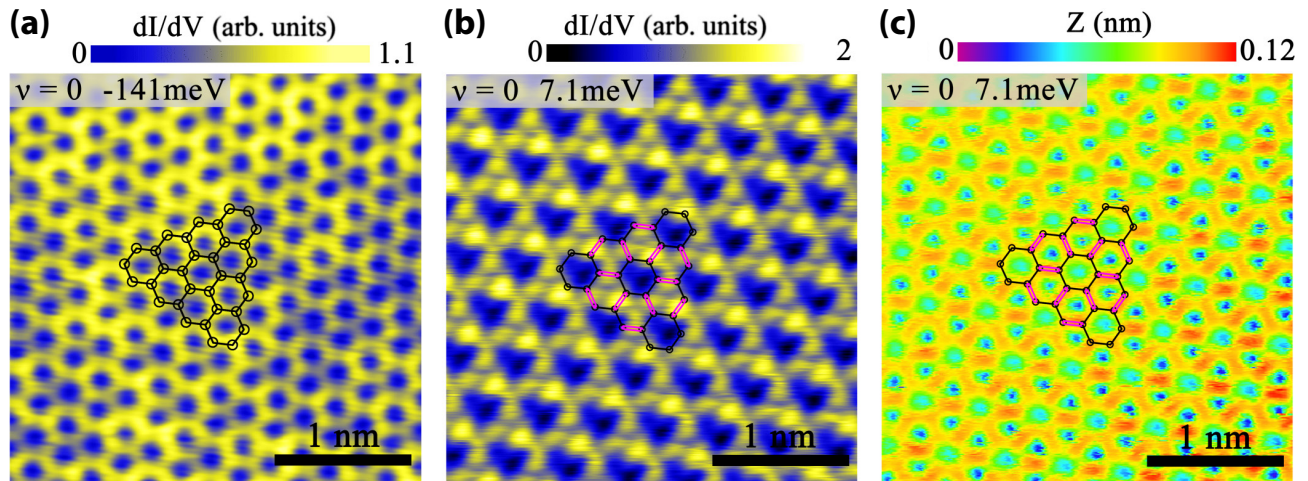 (a) dI/dV (arb. units)
0 1.1
ν = 0 -141meV
1 nm
(b) dI/dV (arb. units)
0 2
ν = 0 7.1meV
1 nm
(c) Z (nm)
0 0.12
ν = 0 7.1meV
1 nm